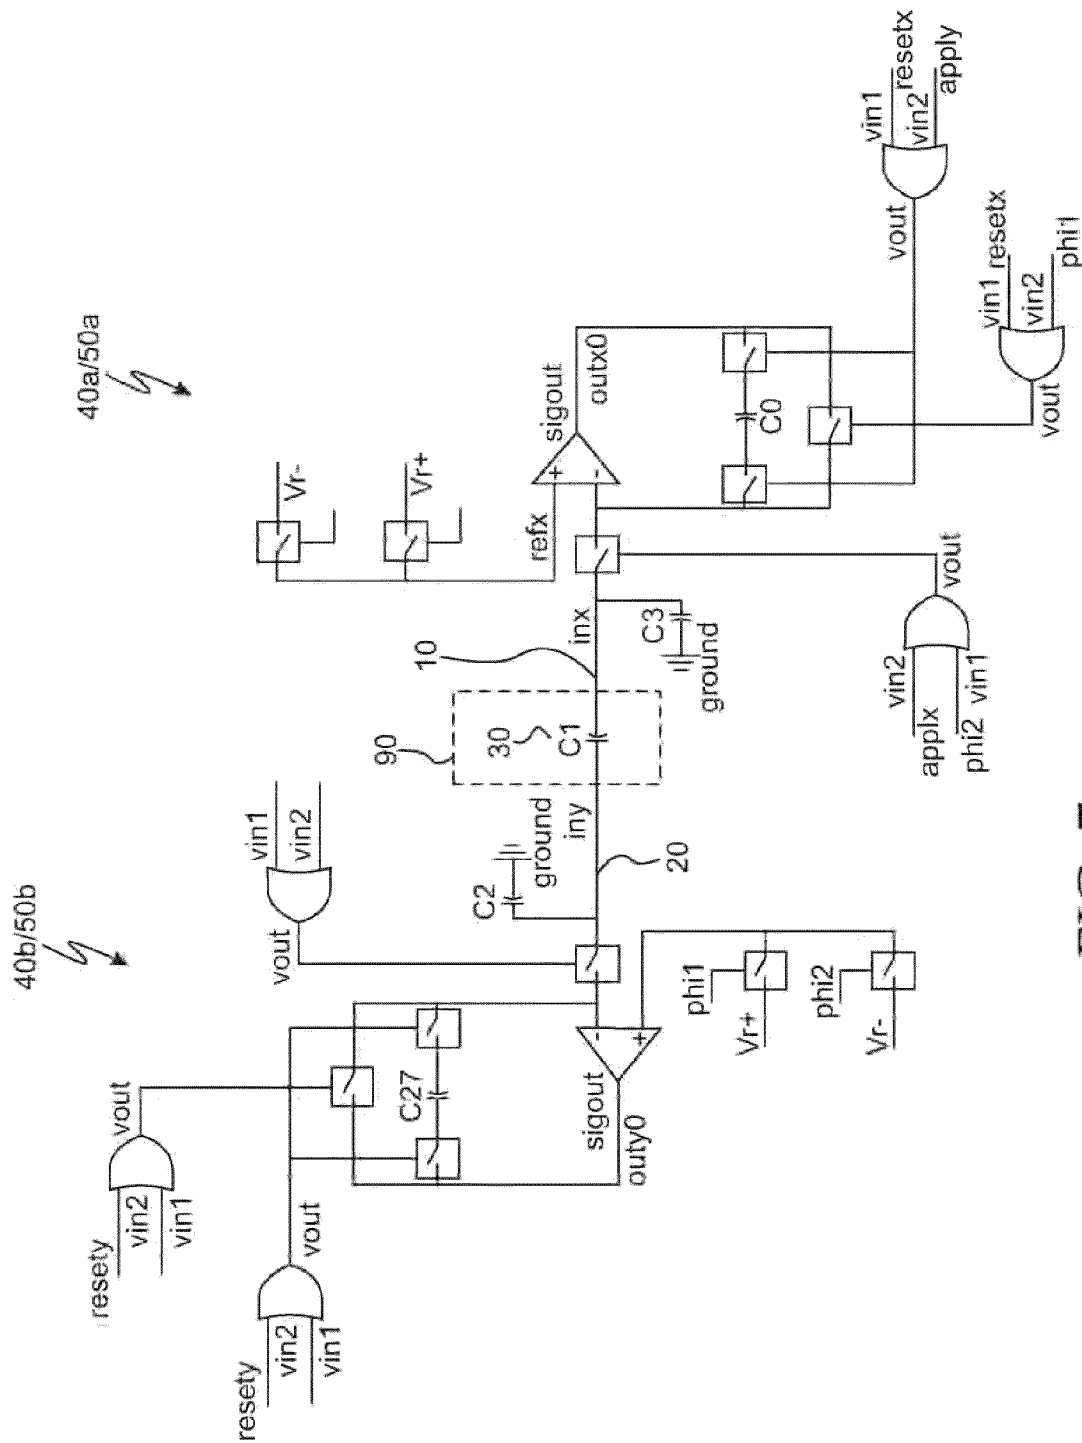 40b/50b
40a/50a
resety
vin2
vin1
vout
resety
vin2
vin1
vout
vin1
vin2
vout
Vr-
Vr+
C27
C2
ground
iny
90
30
C1
10
inx
refx
+
-
sigout
outx0
sigout
outy0
-
+
20
C3
ground
C0
phi1
Vr+
phi2
Vr-
vin2
applx
phi2
vin1
vout
vout
vin1
resetx
vin2
apply
vout
vin1
resetx
vin2
phi1